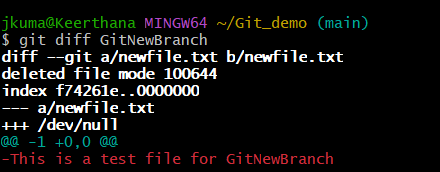 jkuma@Keerthana MINGW64 ~/Git_demo (main)
$ git diff GitNewBranch
diff --git a/newfile.txt b/newfile.txt
deleted file mode 100644
index f74261e..0000000
--- a/newfile.txt
+++ /dev/null
@@ -1 +0,0 @@
-This is a test file for GitNewBranch